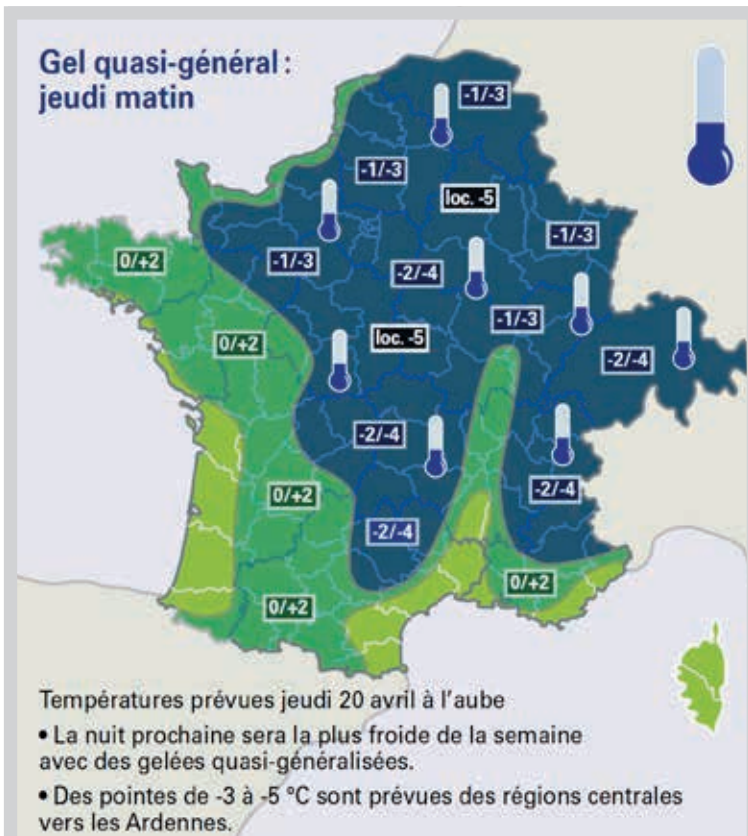 Gel quasi-général :
jeudi matin
-1/-3
-1/-3
loc. -5
-1/-3
0/+2
-1/-3
-2/-4
-1/-3
0/+2
loc. -5
-2/-4
-2/-4
0/+2
-2/-4
-2/-4
0/+2
0/+2
Températures prévues jeudi 20 avril à l'aube
• La nuit prochaine sera la plus froide de la semaine
avec des gelées quasi-généralisées.
• Des pointes de -3 à -5 ºC sont prévues des régions centrales
vers les Ardennes.